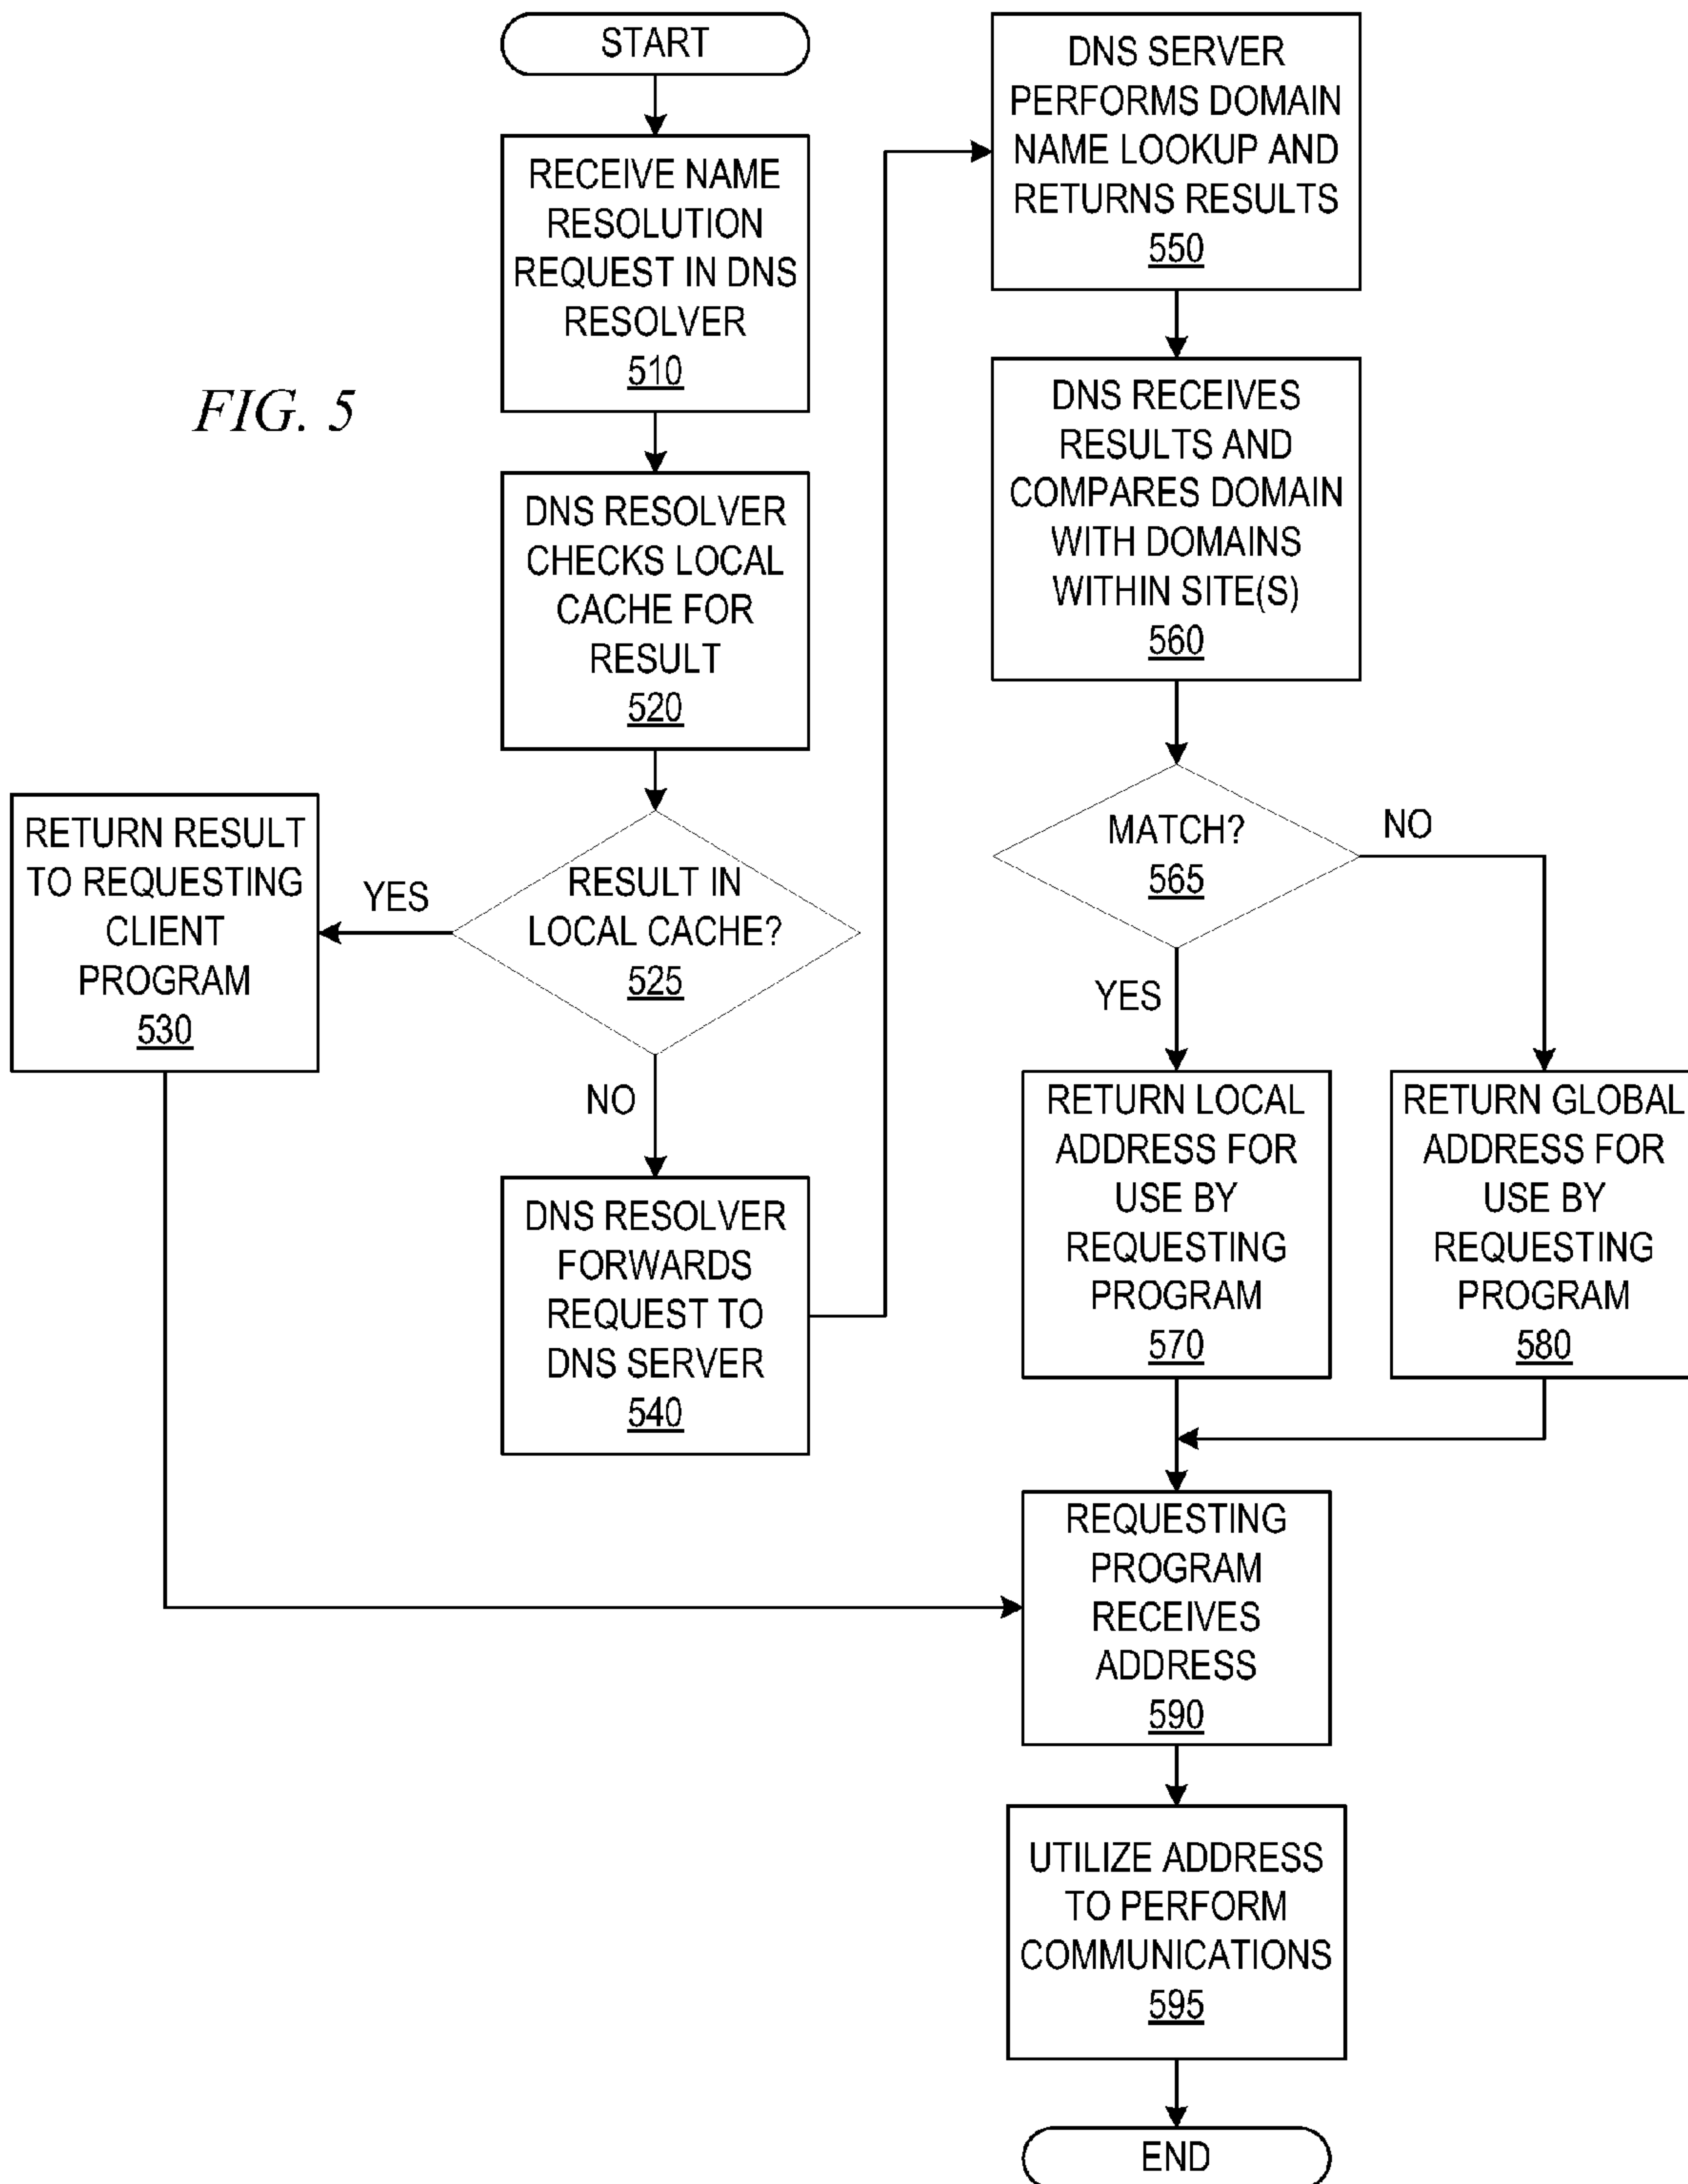 START
RECEIVE NAME
RESOLUTION
REQUEST IN DNS
RESOLVER
510
FIG. 5
DNS RESOLVER
CHECKS LOCAL
CACHE FOR
RESULT
520
RESULT IN
LOCAL CACHE?
525
YES
RETURN RESULT
TO REQUESTING
CLIENT
PROGRAM
530
NO
DNS RESOLVER
FORWARDS
REQUEST TO
DNS SERVER
540
DNS SERVER
PERFORMS DOMAIN
NAME LOOKUP AND
RETURNS RESULTS
550
DNS RECEIVES
RESULTS AND
COMPARES DOMAIN
WITH DOMAINS
WITHIN SITE(S)
560
MATCH?
565
NO
YES
RETURN LOCAL
ADDRESS FOR
USE BY
REQUESTING
PROGRAM
570
RETURN GLOBAL
ADDRESS FOR
USE BY
REQUESTING
PROGRAM
580
REQUESTING
PROGRAM
RECEIVES
ADDRESS
590
UTILIZE ADDRESS
TO PERFORM
COMMUNICATIONS
595
END